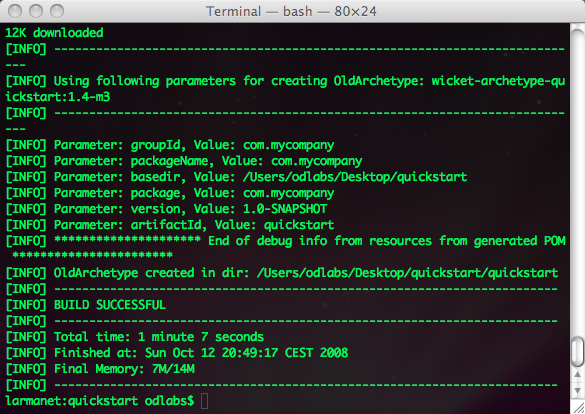 Terminal — bash — 80×24
12K downloaded
[INFO] -------------------------------------------------------------------------
---
[INFO] Using following parameters for creating OldArchetype: wicket-archetype-qu
ickstart:1.4-m3
[INFO] -------------------------------------------------------------------------
---
[INFO] Parameter: groupId, Value: com.mycompany
[INFO] Parameter: packageName, Value: com.mycompany
[INFO] Parameter: basedir, Value: /Users/odlabs/Desktop/quickstart
[INFO] Parameter: package, Value: com.mycompany
[INFO] Parameter: version, Value: 1.0-SNAPSHOT
[INFO] Parameter: artifactId, Value: quickstart
[INFO] ********************* End of debug info from resources from generated POM
 ***********************
[INFO] OldArchetype created in dir: /Users/odlabs/Desktop/quickstart/quickstart
[INFO] ------------------------------------------------------------------------
[INFO] BUILD SUCCESSFUL
[INFO] ------------------------------------------------------------------------
[INFO] Total time: 1 minute 7 seconds
[INFO] Finished at: Sun Oct 12 20:49:17 CEST 2008
[INFO] Final Memory: 7M/14M
[INFO] ------------------------------------------------------------------------
larmanet:quickstart odlabs$